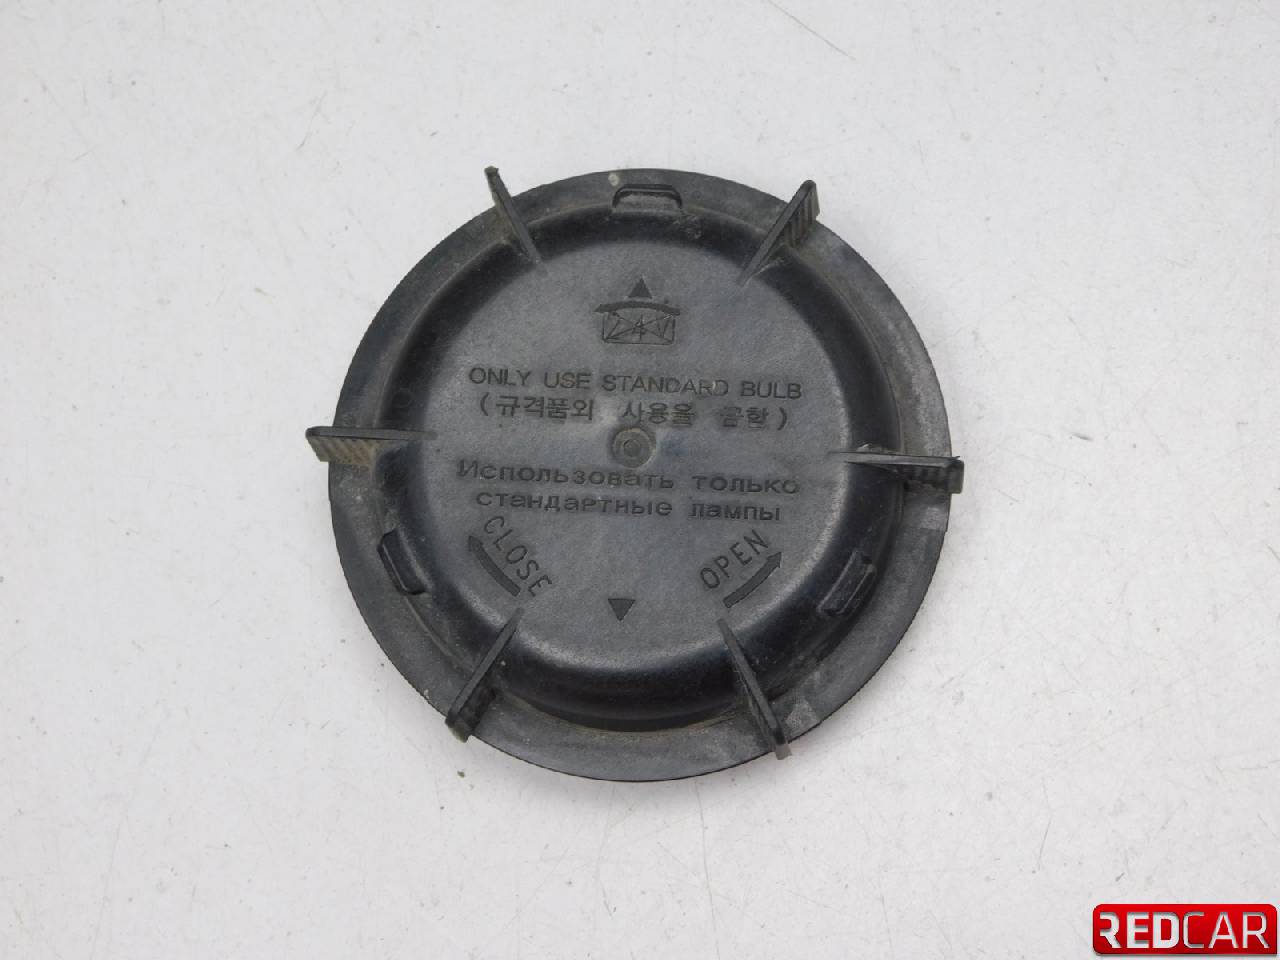 24V
ONLY USE STANDARD BULB
(규격품외 사용을 금함)
Использовать только
стандартные лампы
CLOSE
OPEN
REDCAR